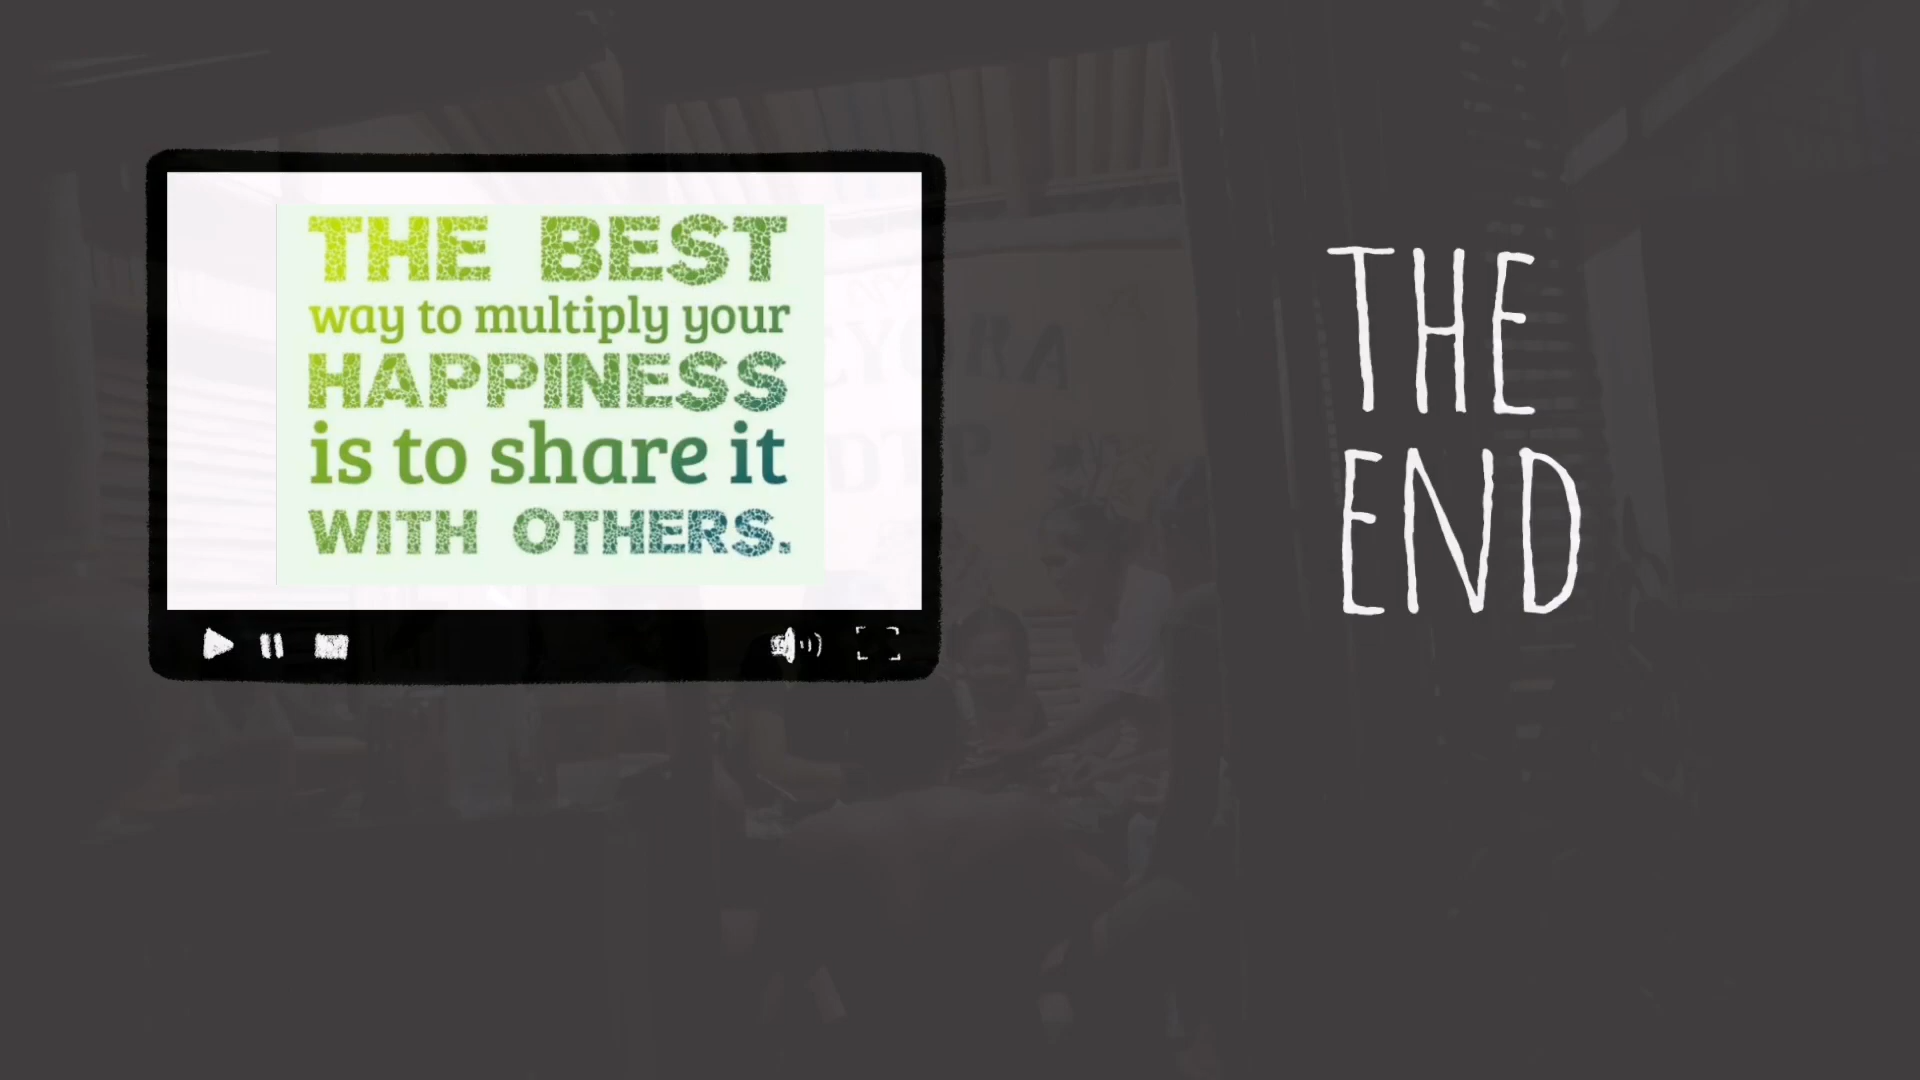 THE BEST
way to multiply your
HAPPINESS
is to share it
WITH OTHERS.
THE
END